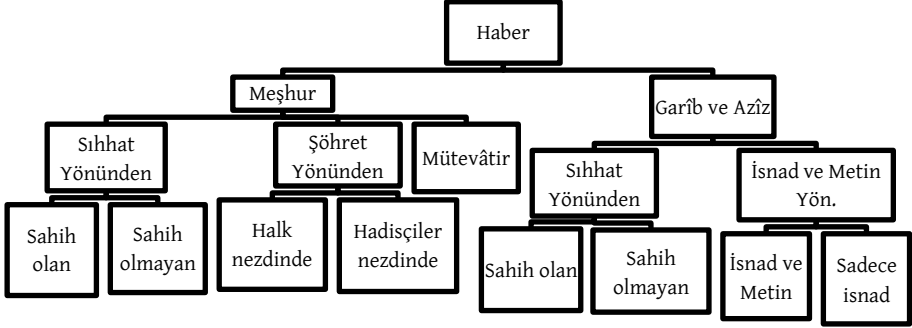 Haber
Meşhur
Garîb ve Azîz
Sıhhat
Yönünden
Şöhret
Yönünden
Mütevâtir
Sıhhat
Yönünden
İsnad ve Metin
Yön.
Sahih
olan
Sahih
olmayan
Halk
nezdinde
Hadisçiler
nezdinde
Sahih olan
Sahih
olmayan
İsnad ve
Metin
Sadece
isnad